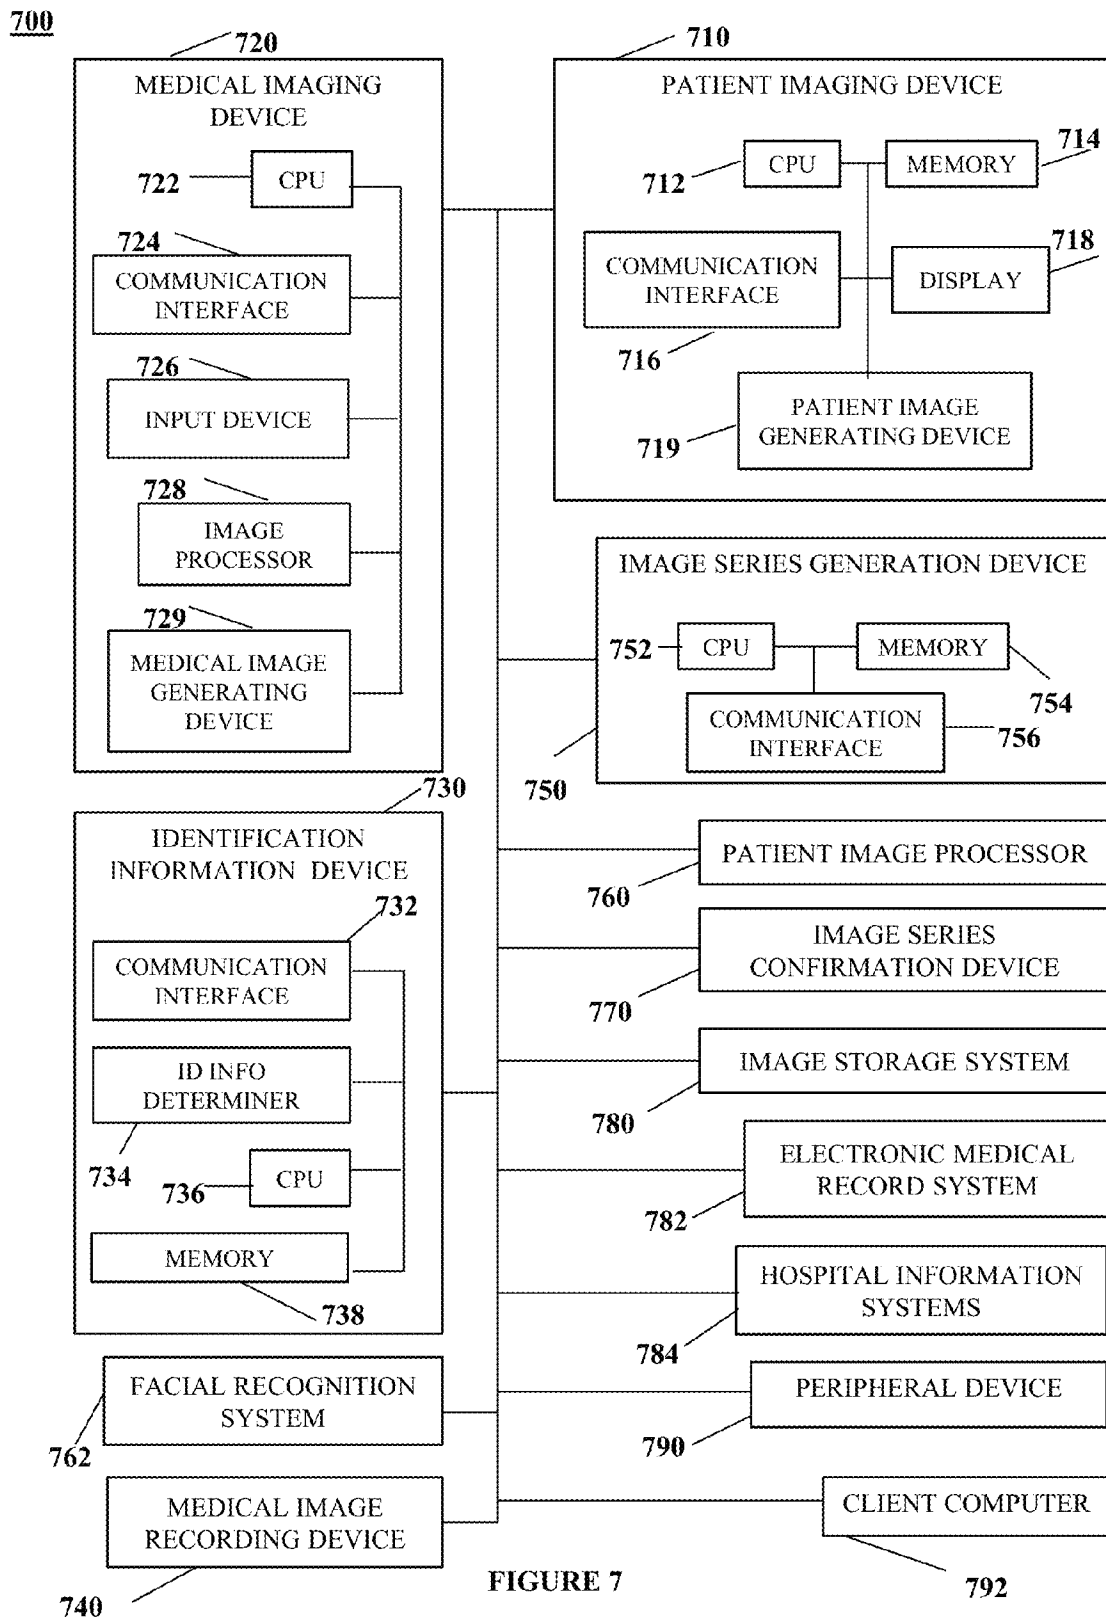 700
720
MEDICAL IMAGING
DEVICE
722
CPU
724
COMMUNICATION
INTERFACE
726
INPUT DEVICE
728
IMAGE
PROCESSOR
729
MEDICAL IMAGE
GENERATING
DEVICE
710
PATIENT IMAGING DEVICE
712
CPU
MEMORY
714
COMMUNICATION
INTERFACE
716
DISPLAY
718
719
PATIENT IMAGE
GENERATING DEVICE
IMAGE SERIES GENERATION DEVICE
752
CPU
MEMORY
754
COMMUNICATION
INTERFACE
756
750
730
IDENTIFICATION
INFORMATION DEVICE
732
COMMUNICATION
INTERFACE
ID INFO
DETERMINER
734
736
CPU
MEMORY
738
PATIENT IMAGE PROCESSOR
760
IMAGE SERIES
CONFIRMATION DEVICE
770
IMAGE STORAGE SYSTEM
780
ELECTRONIC MEDICAL
RECORD SYSTEM
782
HOSPITAL INFORMATION
SYSTEMS
784
FACIAL RECOGNITION
SYSTEM
762
PERIPHERAL DEVICE
790
MEDICAL IMAGE
RECORDING DEVICE
740
CLIENT COMPUTER
792
FIGURE 7